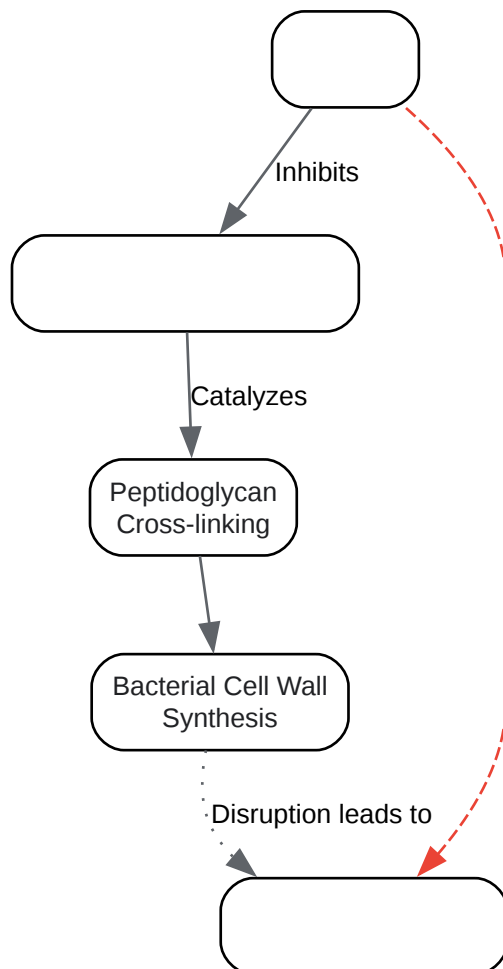 Inhibits
Catalyzes
Peptidoglycan
Cross-linking
Bacterial Cell Wall
Synthesis
Disruption leads to